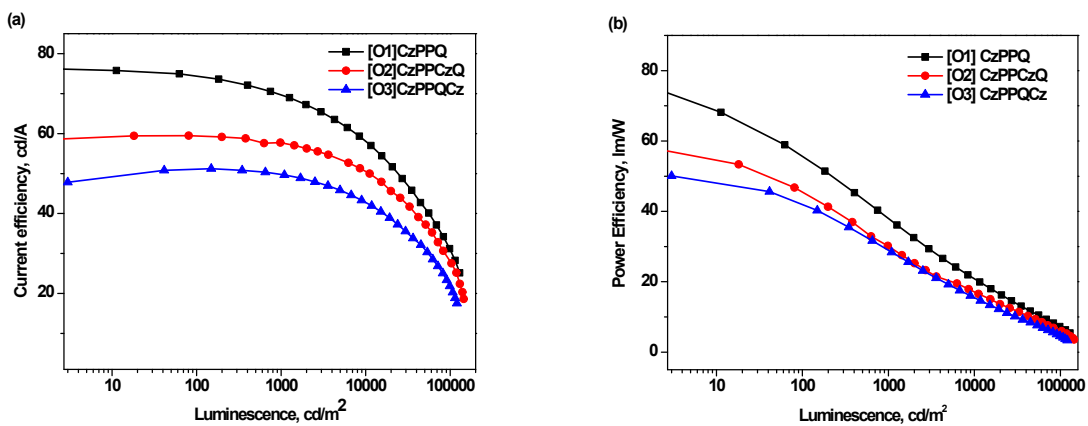 (a)
[O1]CzPPQ
[O2]CzPPCzQ
[O3]CzPPQCz
80
60
40
20
Current efficiency, cd/A
10
100
1000
10000
100000
Luminescence, cd/m²
(b)
[O1] CzPPQ
[O2] CzPPCzQ
[O3] CzPPQCz
80
60
40
20
0
Power Efficiency, lm/W
10
100
1000
10000
100000
Luminescence, cd/m²